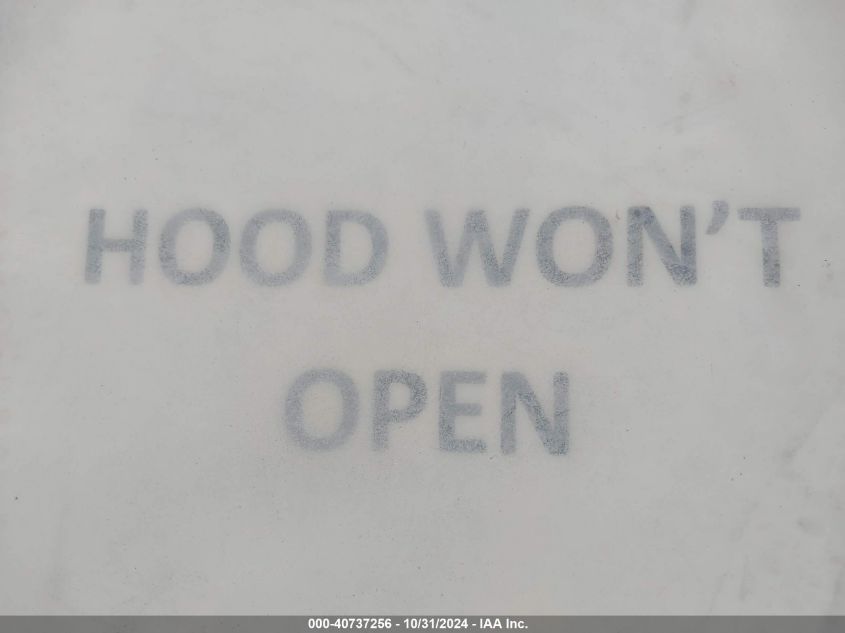 HOOD WON’T
OPEN
000-40737256 - 10/31/2024 - IAA Inc.